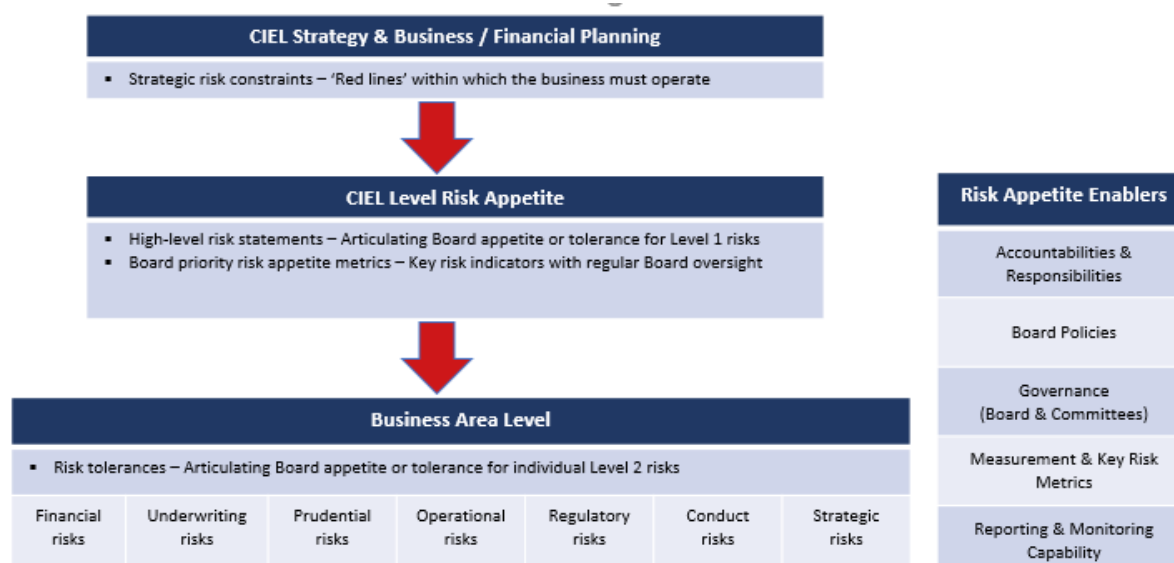 CIEL Strategy & Business / Financial Planning
▪ Strategic risk constraints – ‘Red lines’ within which the business must operate
CIEL Level Risk Appetite
▪ High-level risk statements – Articulating Board appetite or tolerance for Level 1 risks
▪ Board priority risk appetite metrics – Key risk indicators with regular Board oversight
Business Area Level
▪ Risk tolerances – Articulating Board appetite or tolerance for individual Level 2 risks
Financial
risks
Underwriting
risks
Prudential
risks
Operational
risks
Regulatory
risks
Conduct
risks
Strategic
risks
Risk Appetite Enablers
Accountabilities &
Responsibilities
Board Policies
Governance
(Board & Committees)
Measurement & Key Risk
Metrics
Reporting & Monitoring
Capability